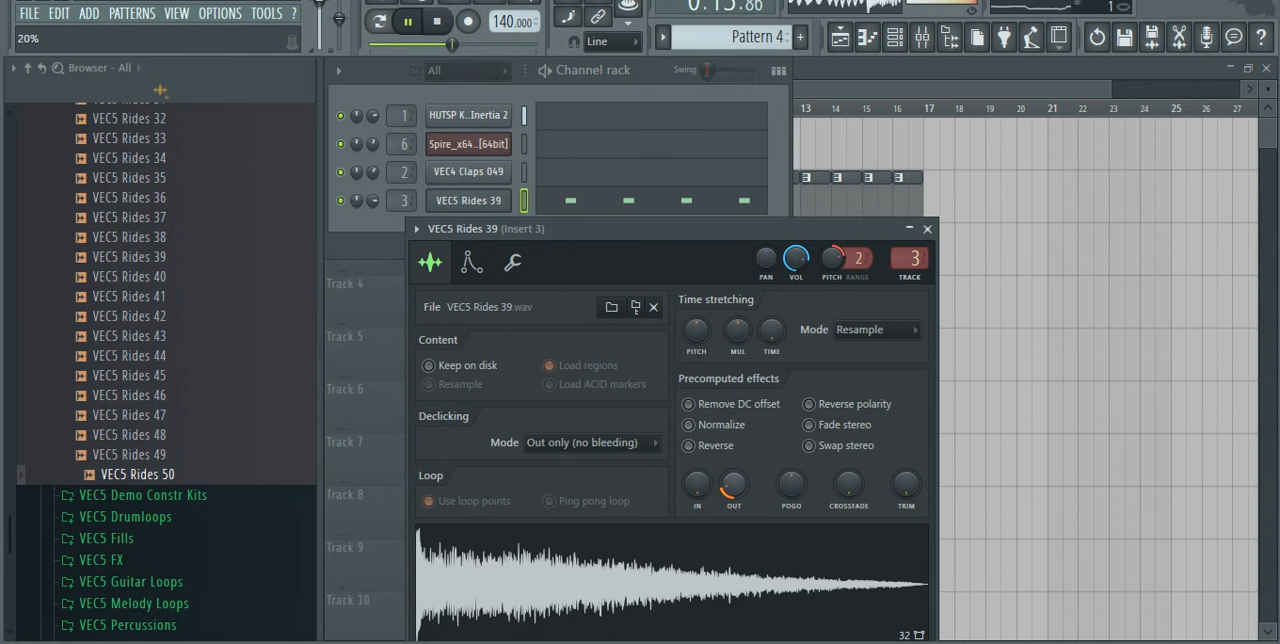 FILE EDIT ADD PATTERNS VIEW OPTIONS TOOLS ?
20%
140.000
Line
0:15.86
Pattern 4
1
Browser - All
All
Channel rack
Swing
VEC5 Rides 32
VEC5 Rides 33
VEC5 Rides 34
VEC5 Rides 35
VEC5 Rides 36
VEC5 Rides 37
VEC5 Rides 38
VEC5 Rides 39
VEC5 Rides 40
VEC5 Rides 41
VEC5 Rides 42
VEC5 Rides 43
VEC5 Rides 44
VEC5 Rides 45
VEC5 Rides 46
VEC5 Rides 47
VEC5 Rides 48
VEC5 Rides 49
VEC5 Rides 50
VEC5 Demo Constr Kits
VEC5 Drumloops
VEC5 Fills
VEC5 FX
VEC5 Guitar Loops
VEC5 Melody Loops
VEC5 Percussions
1 HUTSP K..Inertia 2
6 Spire_x64..[64bit]
2 VEC4 Claps 049
3 VEC5 Rides 39
13 14 15 16 17 18 19 20 21 22 23 24 25 26 27
Track 4
Track 5
Track 6
Track 7
Track 8
Track 9
Track 10
VEC5 Rides 39 (Insert 3)
2 3
PAN VOL PITCH RANGE TRACK
File VEC5 Rides 39.wav
Content
Keep on disk Load regions
Resample Load ACID markers
Declicking
Mode Out only (no bleeding)
Loop
Use loop points Ping pong loop
Time stretching
PITCH MUL TIME
Mode Resample
Precomputed effects
Remove DC offset Reverse polarity
Normalize Fade stereo
Reverse Swap stereo
IN OUT POGO CROSSFADE TRIM
32